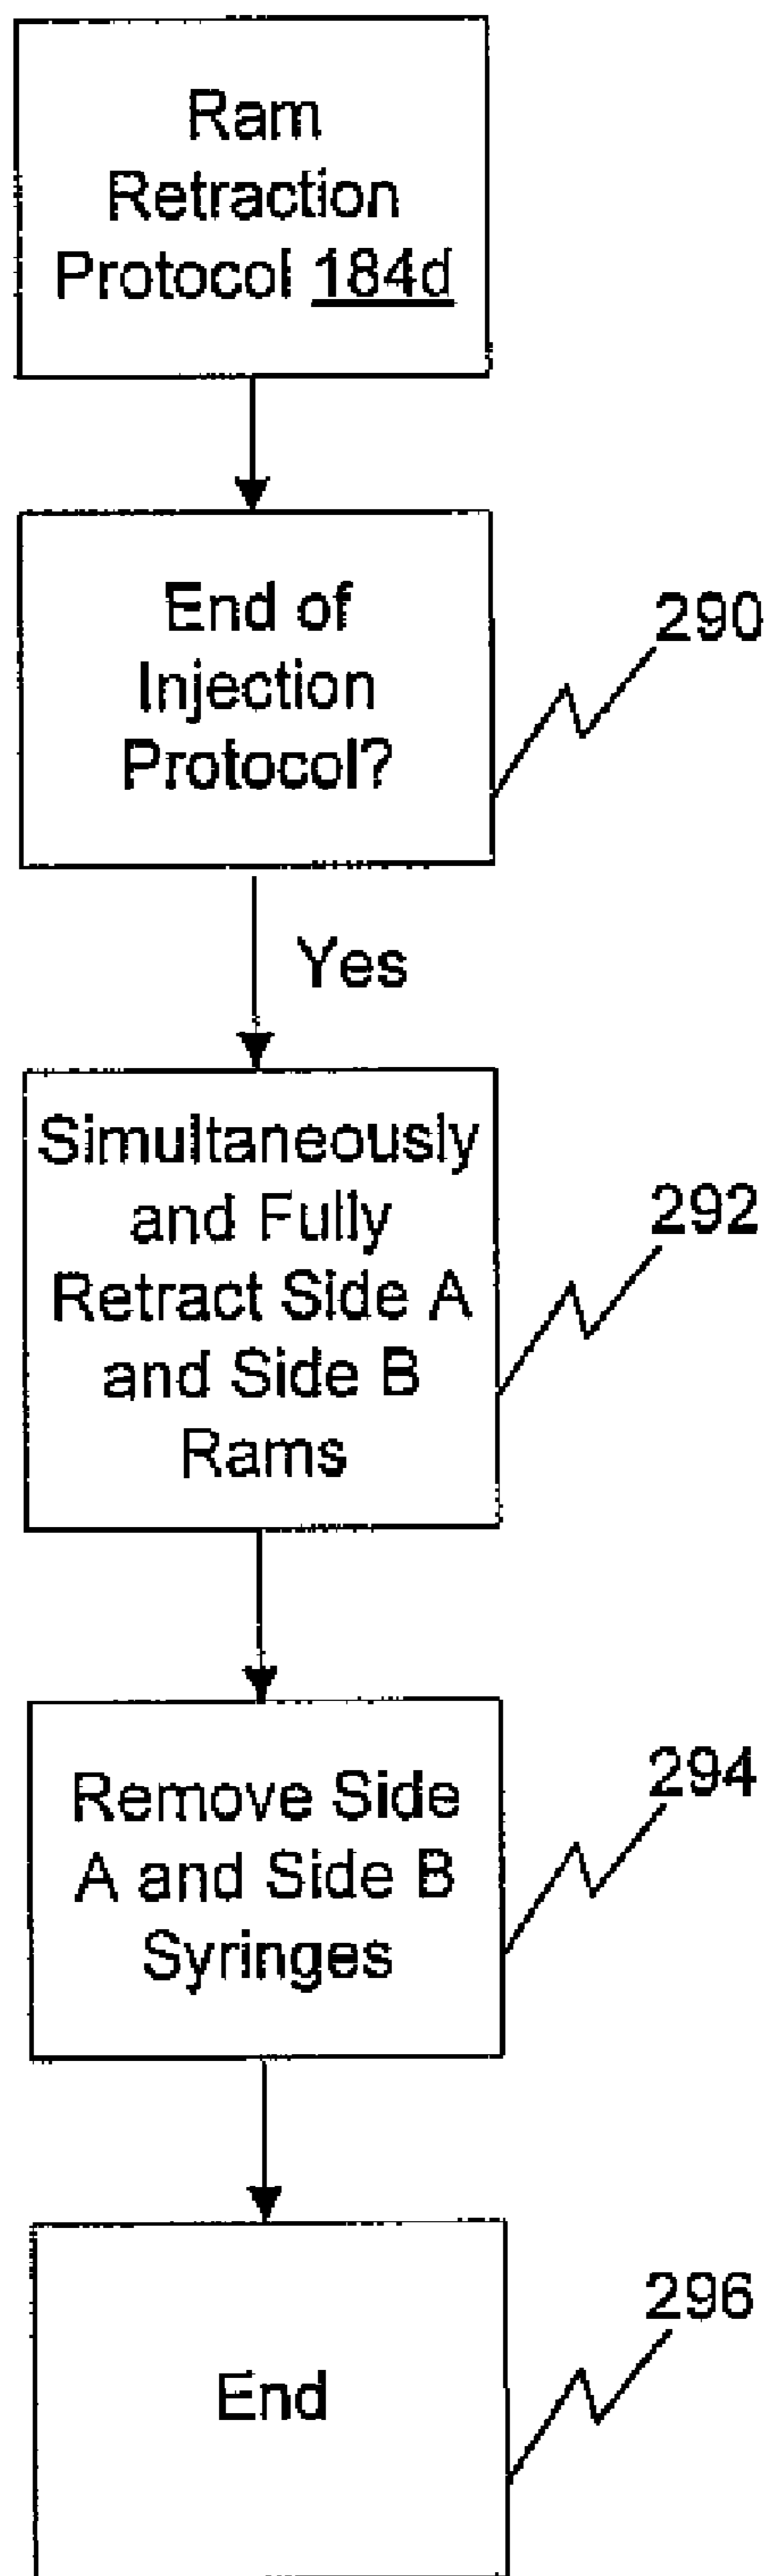 Ram
Retraction
Protocol 184d
End of
Injection
Protocol?
290
Yes
Simultaneously
and Fully
Retract Side A
and Side B
Rams
292
Remove Side
A and Side B
Syringes
294
End
296